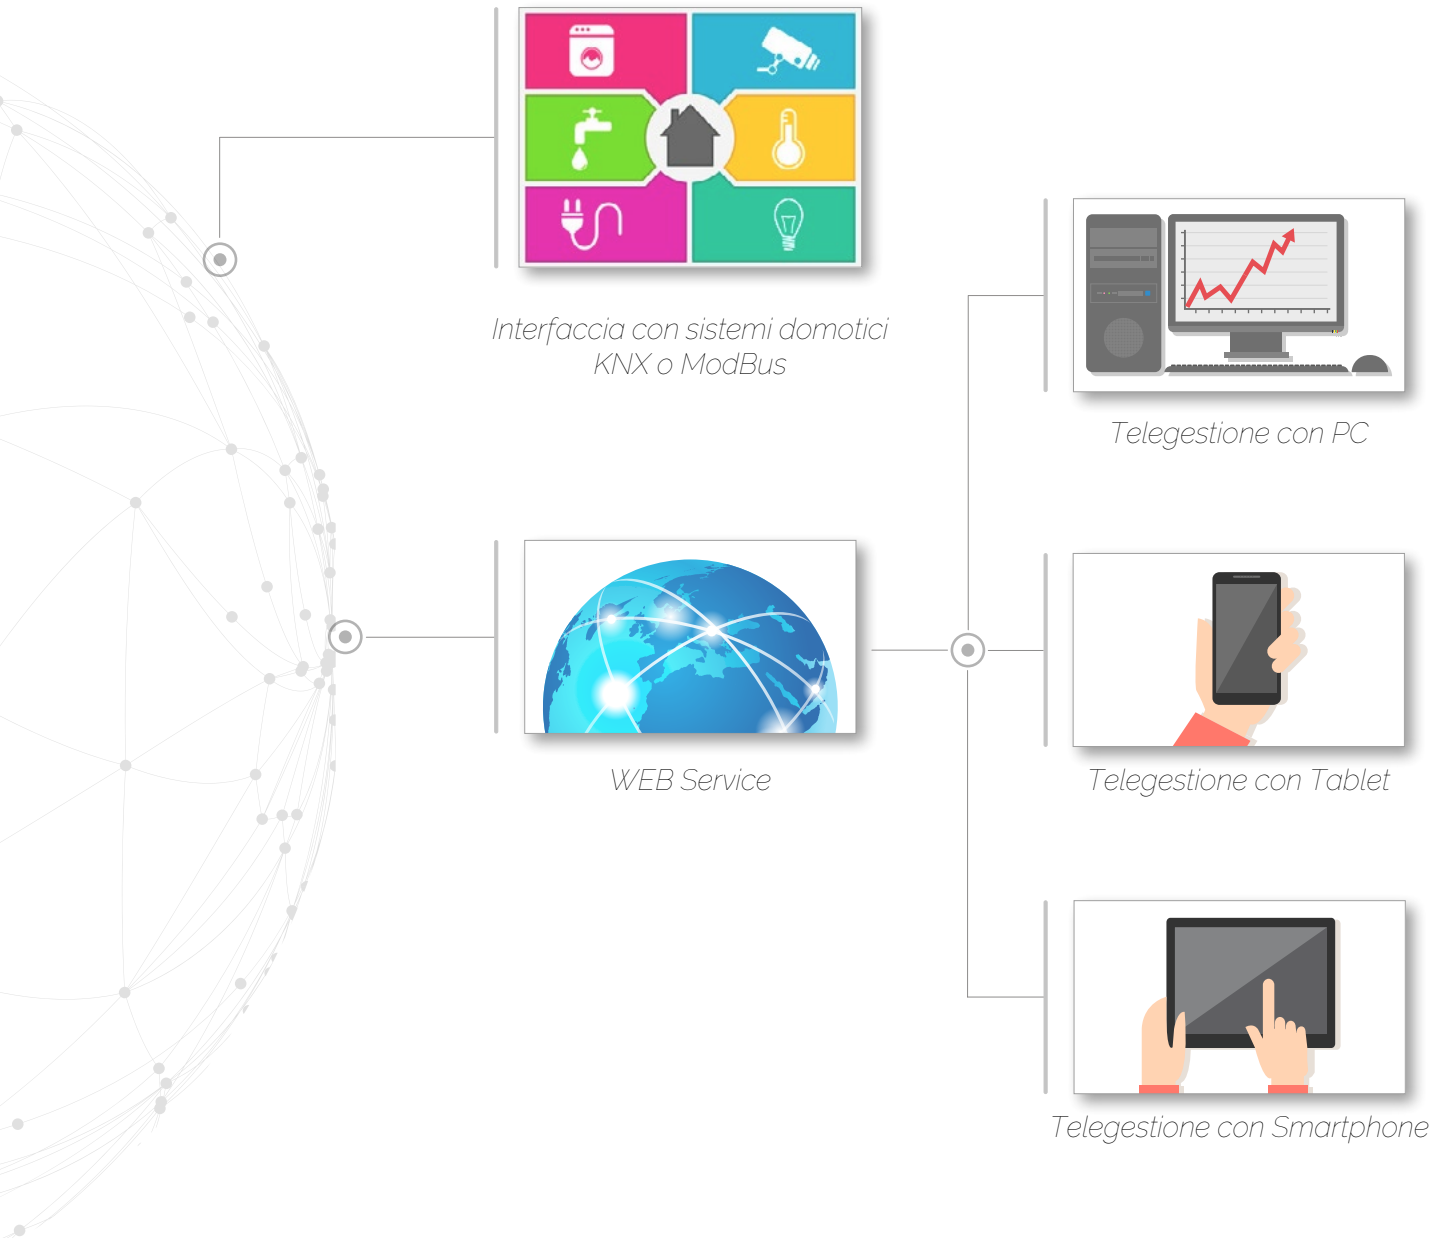 Interfaccia con sistemi domotici
KNX o ModBus
Telegestione con PC
WEB Service
Telegestione con Tablet
Telegestione con Smartphone